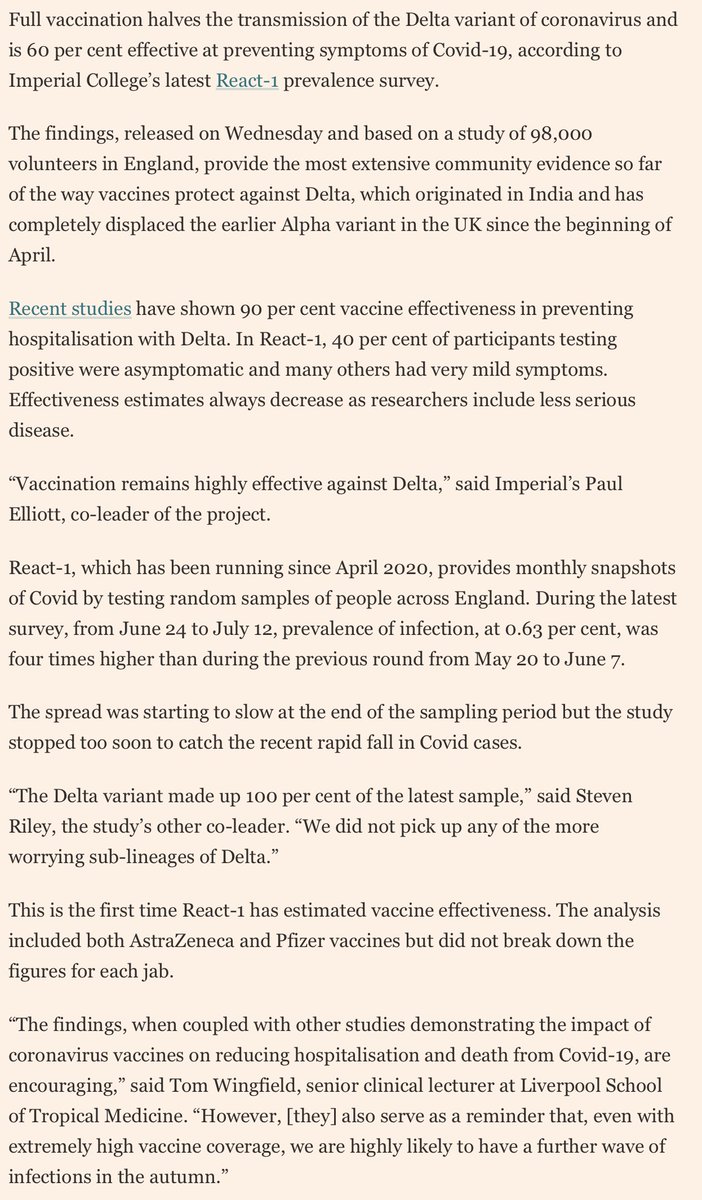 Full vaccination halves the transmission of the Delta variant of coronavirus and
is 60 per cent effective at preventing symptoms of Covid-19, according to
Imperial College’s latest React-1 prevalence survey.
The findings, released on Wednesday and based on a study of 98,000
volunteers in England, provide the most extensive community evidence so far
of the way vaccines protect against Delta, which originated in India and has
completely displaced the earlier Alpha variant in the UK since the beginning of
April.
Recent studies have shown 90 per cent vaccine effectiveness in preventing
hospitalisation with Delta. In React-1, 40 per cent of participants testing
positive were asymptomatic and many others had very mild symptoms.
Effectiveness estimates always decrease as researchers include less serious
disease.
“Vaccination remains highly effective against Delta,” said Imperial’s Paul
Elliott, co-leader of the project.
React-1, which has been running since April 2020, provides monthly snapshots
of Covid by testing random samples of people across England. During the latest
survey, from June 24 to July 12, prevalence of infection, at 0.63 per cent, was
four times higher than during the previous round from May 20 to June 7.
The spread was starting to slow at the end of the sampling period but the study
stopped too soon to catch the recent rapid fall in Covid cases.
“The Delta variant made up 100 per cent of the latest sample,” said Steven
Riley, the study’s other co-leader. “We did not pick up any of the more
worrying sub-lineages of Delta.”
This is the first time React-1 has estimated vaccine effectiveness. The analysis
included both AstraZeneca and Pfizer vaccines but did not break down the
figures for each jab.
“The findings, when coupled with other studies demonstrating the impact of
coronavirus vaccines on reducing hospitalisation and death from Covid-19, are
encouraging,” said Tom Wingfield, senior clinical lecturer at Liverpool School
of Tropical Medicine. “However, [they] also serve as a reminder that, even with
extremely high vaccine coverage, we are highly likely to have a further wave of
infections in the autumn.”